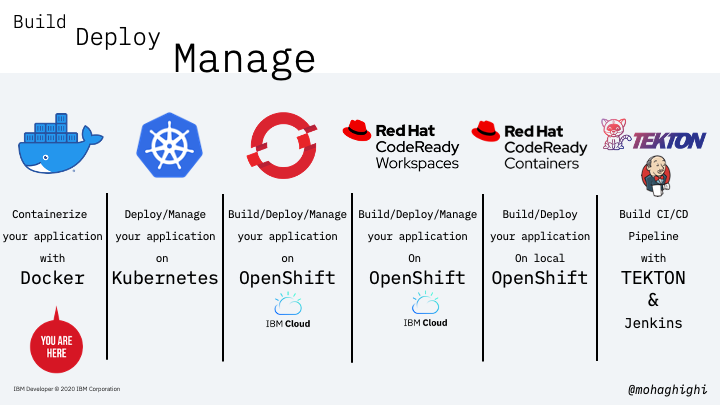 Build
Deploy
Manage
Red Hat
CodeReady
Workspaces
Red Hat
CodeReady
Containers
TEKTON
Containerize
your application
with
Docker
YOU ARE
HERE
Deploy/Manage
your application
on
Kubernetes
Build/Deploy/Manage
your application
on
OpenShift
IBM Cloud
Build/Deploy/Manage
your application
On
OpenShift
IBM Cloud
Build/Deploy
your application
On local
OpenShift
Build CI/CD
Pipeline
with
TEKTON
&
Jenkins
IBM Developer © 2020 IBM Corporation
@mohaghighi